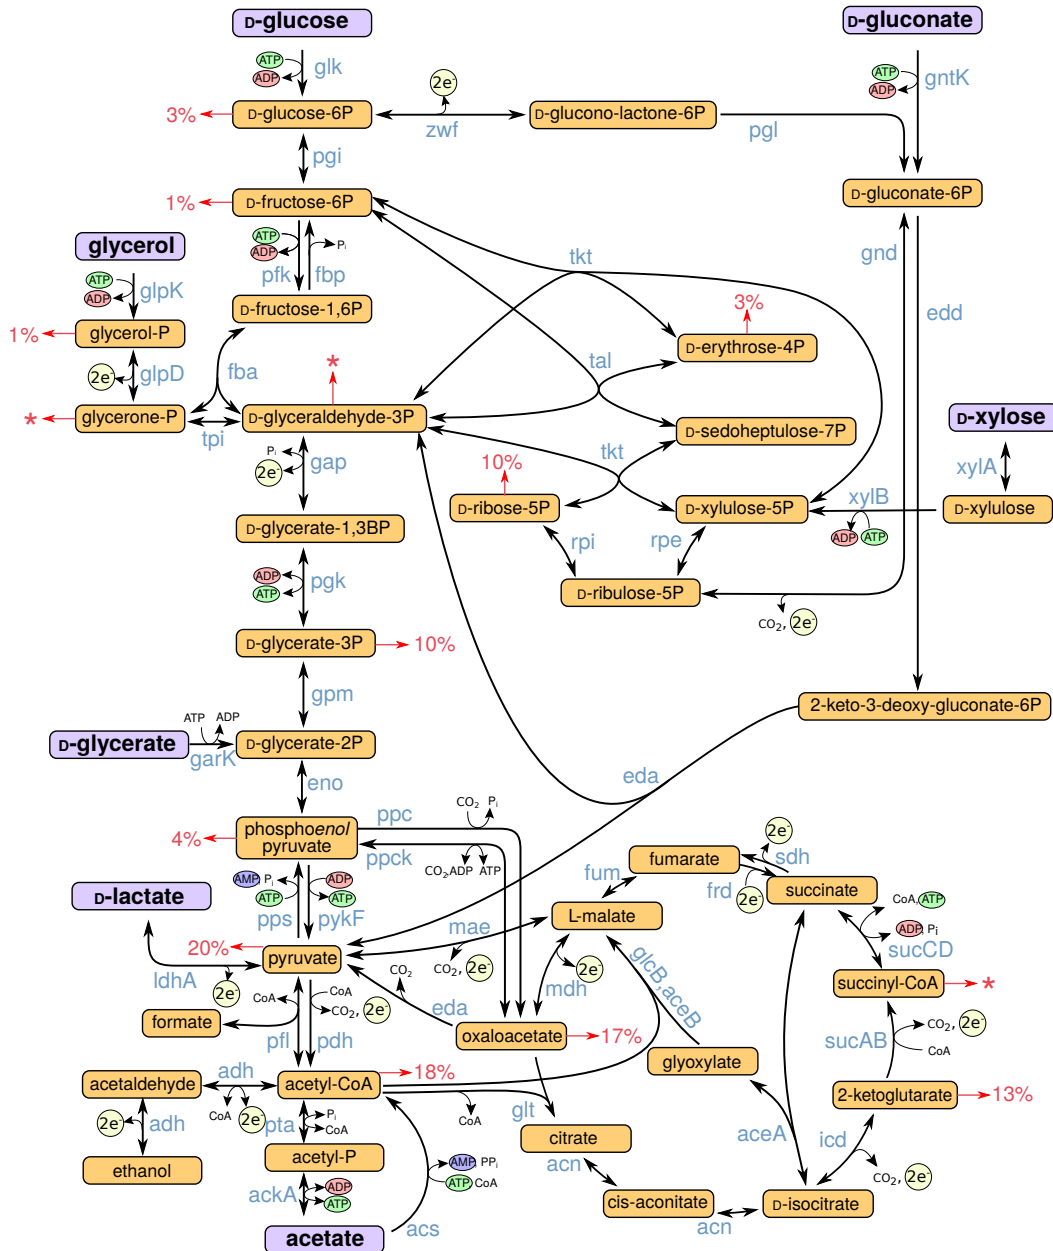 D-glucose
D-gluconate
ATP
ADP
glk
2e-
ATP
ADP
gntK
3%
D-glucose-6P
zwf
D-glucono-lactone-6P
pgl
pgi
1%
D-fructose-6P
D-gluconate-6P
glycerol
ATP
ADP
Pi
pfk
fbp
tkt
gnd
ATP
ADP
glpK
D-fructose-1,6P
3%
edd
1%
glycerol-P
D-erythrose-4P
2e-
glpD
fba
*
tal
*
glycerone-P
D-glyceraldehyde-3P
D-xylose
tpi
D-sedoheptulose-7P
Pi
2e-
gap
tkt
10%
xylA
xylB
D-ribose-5P
D-xylulose-5P
D-xylulose
D-glycerate-1,3BP
ADP
ATP
rpi
rpe
ADP
ATP
pgk
D-ribulose-5P
CO2, 2e-
D-glycerate-3P
10%
gpm
2-keto-3-deoxy-gluconate-6P
ATP
ADP
D-glycerate
garK
D-glycerate-2P
eno
eda
ppc
CO2
Pi
4%
phosphoenol
pyruvate
ppck
CO2,ADP
ATP
2e-
fumarate
sdh
fum
frd
2e-
succinate
D-lactate
AMP
Pi
ATP
ADP
ATP
pps
pykF
CoA, ATP
ADP
Pi
sucCD
L-malate
20%
pyruvate
mae
CO2, 2e-
2e-
mdh
glcB,aceB
ldhA
2e-
CO2
eda
succinyl-CoA
*
CoA
CoA
CO2, 2e-
formate
pfl
pdh
oxaloacetate
17%
sucAB
CO2, 2e-
CoA
glyoxylate
acetaldehyde
adh
acetyl-CoA
18%
2-ketoglutarate
13%
CoA
2e-
CoA
glt
2e-
adh
pta
Pi
CoA
citrate
aceA
icd
acn
ethanol
acetyl-P
AMP
PPi
ATP
CoA
CO2, 2e-
ackA
ADP
ATP
cis-aconitate
acn
D-isocitrate
acetate
acs